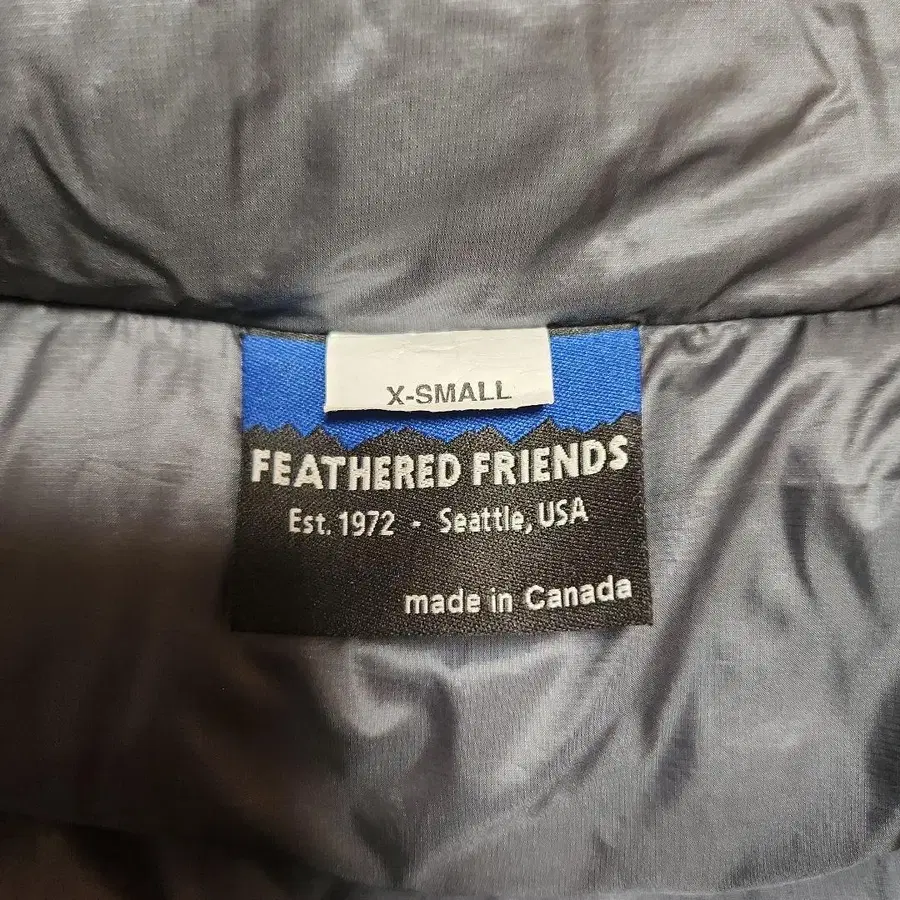 X-SMALL
FEATHERED FRIENDS
Est. 1972 · Seattle, USA
made in Canada